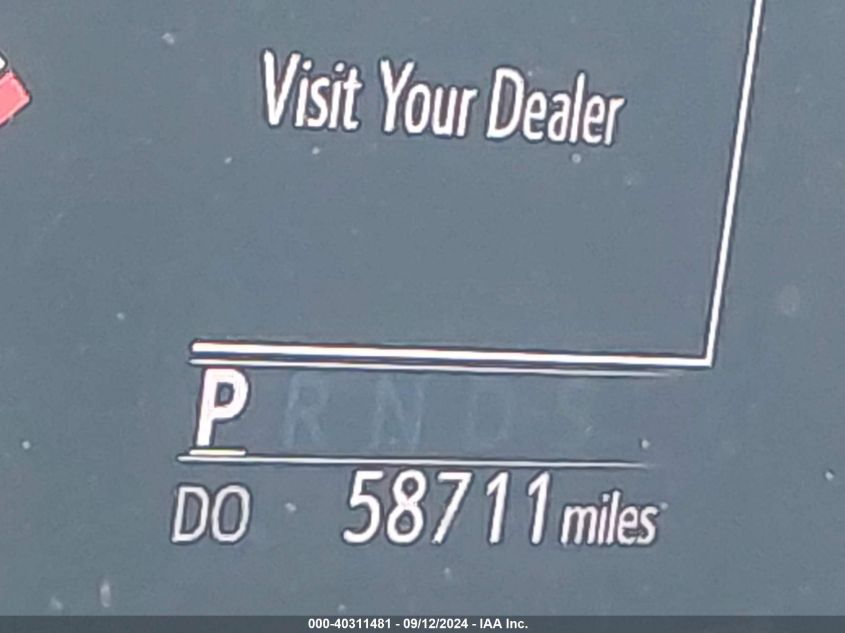 Visit Your Dealer
P R N D S
DO 58711 miles
000-40311481 - 09/12/2024 - IAA Inc.